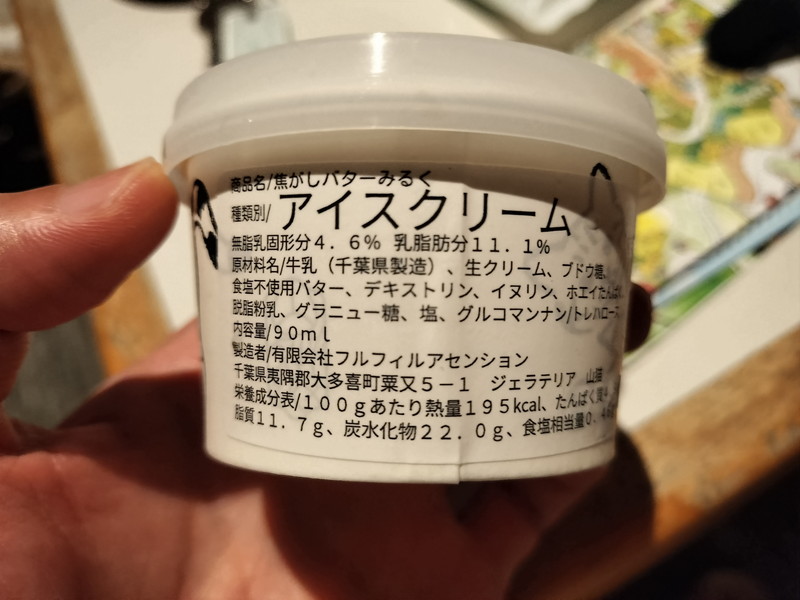 商品名/焦がしバターみるく
種類別/アイスクリーム
無脂乳固形分4.6% 乳脂肪分11.1%
原材料名/牛乳(千葉県製造)、生クリーム、ブドウ糖、
食塩不使用バター、デキストリン、イヌリン、ホエイたんぱ
脱脂粉乳、グラニュー糖、塩、グルコマンナン/トレハロース
内容量/90ml
製造者/有限会社フルフィルアセンション
千葉県夷隅郡大多喜町粟又5-1 ジェラテリア 山猫
栄養成分表/100gあたり熱量195kcal、たんぱく質
脂質11.7g、炭水化物22.0g、食塩相当量0.